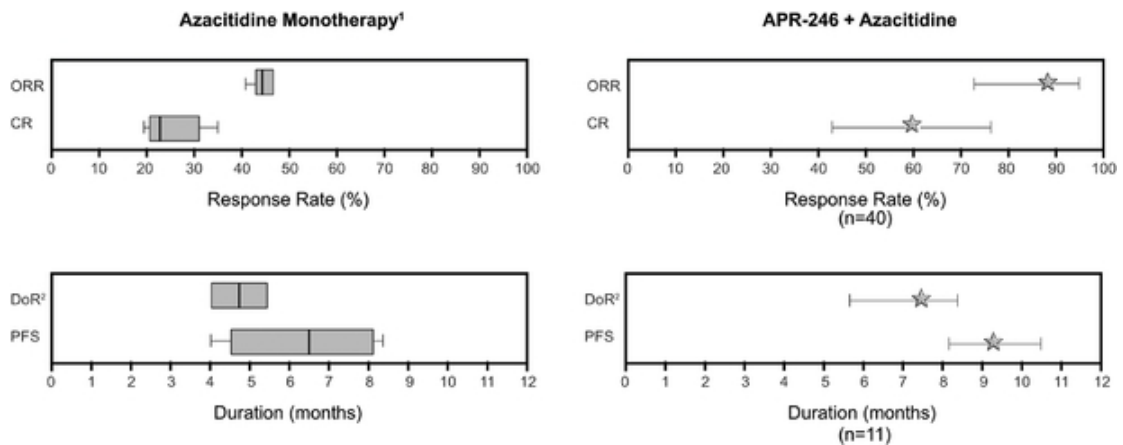 Azacitidine Monotherapy¹
ORR
CR
0 10 20 30 40 50 60 70 80 90 100
Response Rate (%)
DoR²
PFS
0 1 2 3 4 5 6 7 8 9 10 11 12
Duration (months)
APR-246 + Azacitidine
ORR
CR
0 10 20 30 40 50 60 70 80 90 100
Response Rate (%)
(n=40)
DoR²
PFS
0 1 2 3 4 5 6 7 8 9 10 11 12
Duration (months)
(n=11)